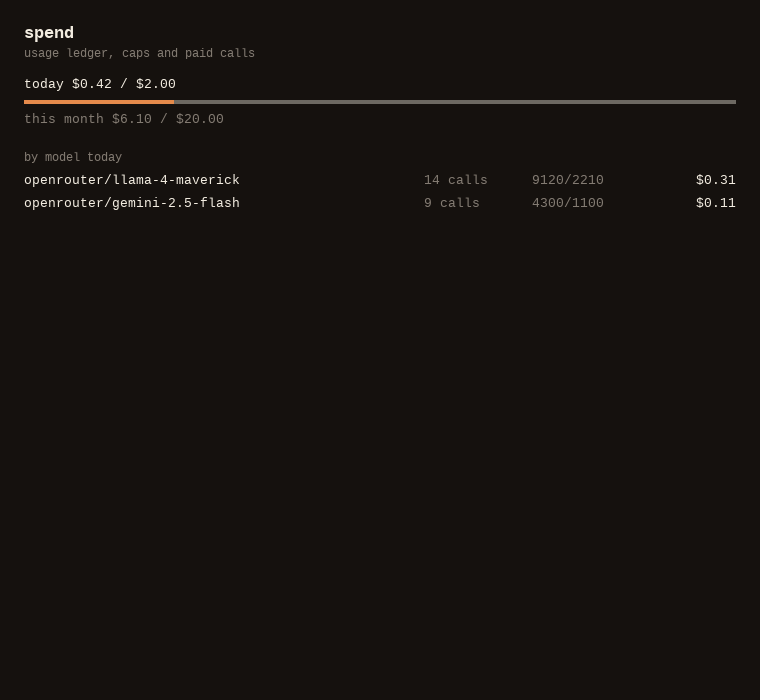 spend
usage ledger, caps and paid calls
today $0.42 / $2.00
this month $6.10 / $20.00
by model today
openrouter/llama-4-maverick 14 calls 9120/2210 $0.31
openrouter/gemini-2.5-flash 9 calls 4300/1100 $0.11